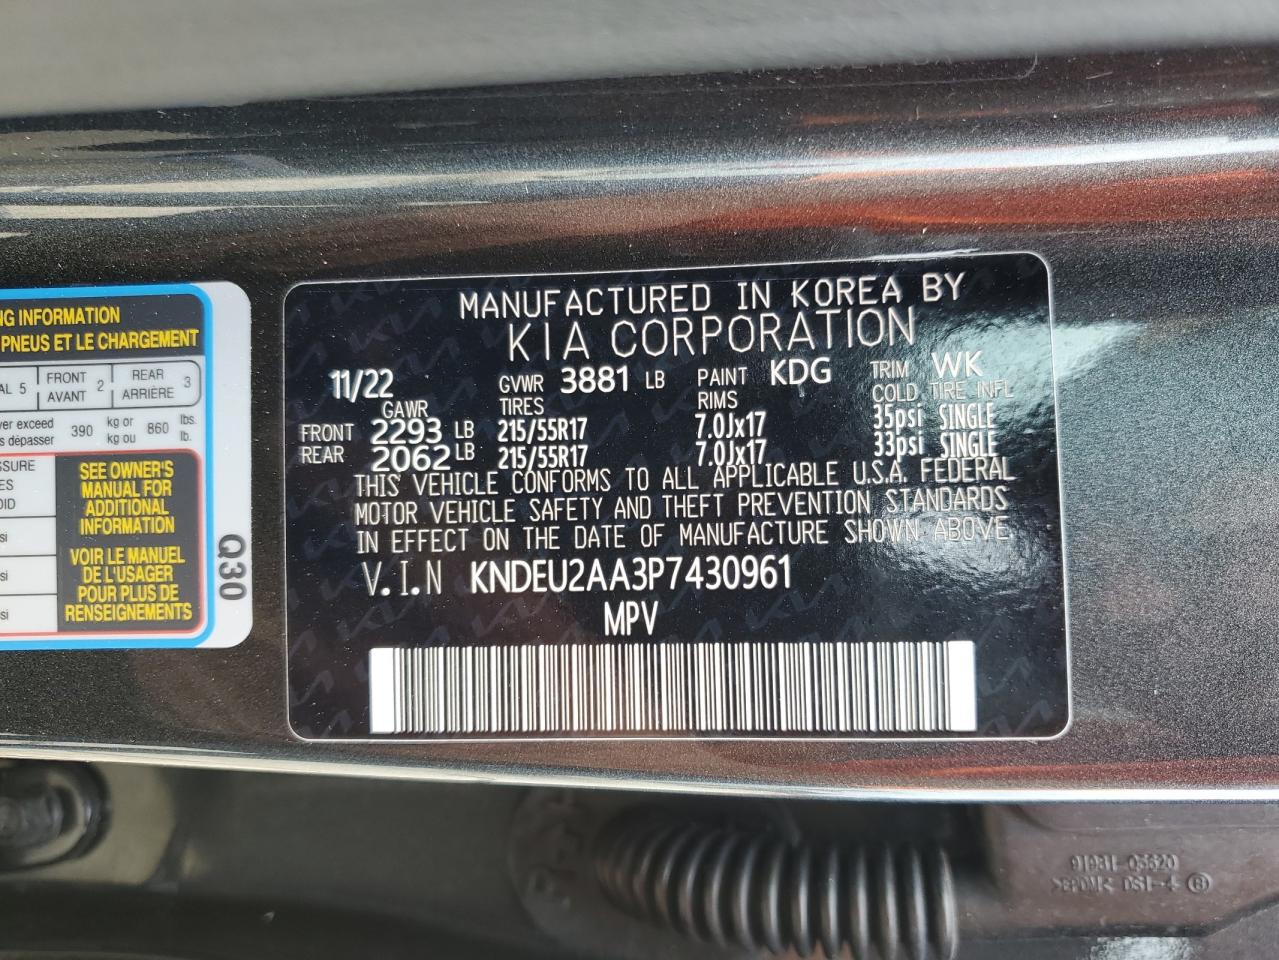 NG INFORMATION
PNEUS ET LE CHARGEMENT
AL 5 FRONT AVANT 2 REAR ARRIÈRE 3
ver exceed
s dépasser 390 kg or kg ou 860 lbs. lb.
SSURE
ES
OID
si
si
si
SEE OWNER'S
MANUAL FOR
ADDITIONAL
INFORMATION
VOIR LE MANUEL
DE L'USAGER
POUR PLUS DE
RENSEIGNEMENTS
Q30
MANUFACTURED IN KOREA BY
KIA CORPORATION
11/22 GVWR 3881 LB PAINT KDG TRIM WK
GAWR TIRES RIMS COLD TIRE INFL
FRONT 2293 LB 215/55R17 7.0Jx17 35psi SINGLE
REAR 2062 LB 215/55R17 7.0Jx17 33psi SINGLE
THIS VEHICLE CONFORMS TO ALL APPLICABLE U.S.A. FEDERAL
MOTOR VEHICLE SAFETY AND THEFT PREVENTION STANDARDS
IN EFFECT ON THE DATE OF MANUFACTURE SHOWN ABOVE.
V.I.N KNDEU2AA3P7430961
MPV
91981-Q5620